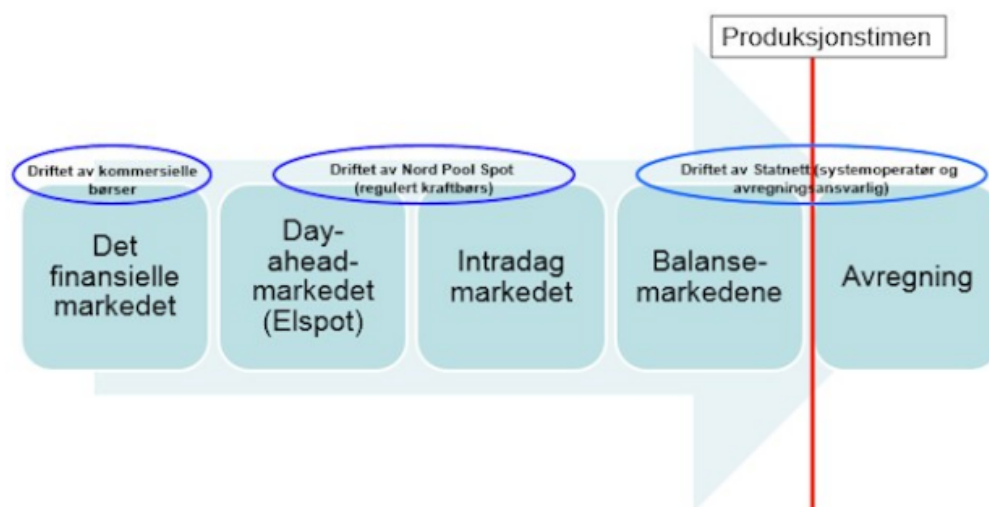 Produksjonstimen
Driftet av kommersielle
børser
Driftet av Nord Pool Spot
(regulert kraftbørs)
Driftet av Statnett (systemoperatør og
avregningsansvarlig)
Det
finansielle
markedet
Day-
ahead-
markedet
(Elspot)
Intradag
markedet
Balanse-
markedene
Avregning